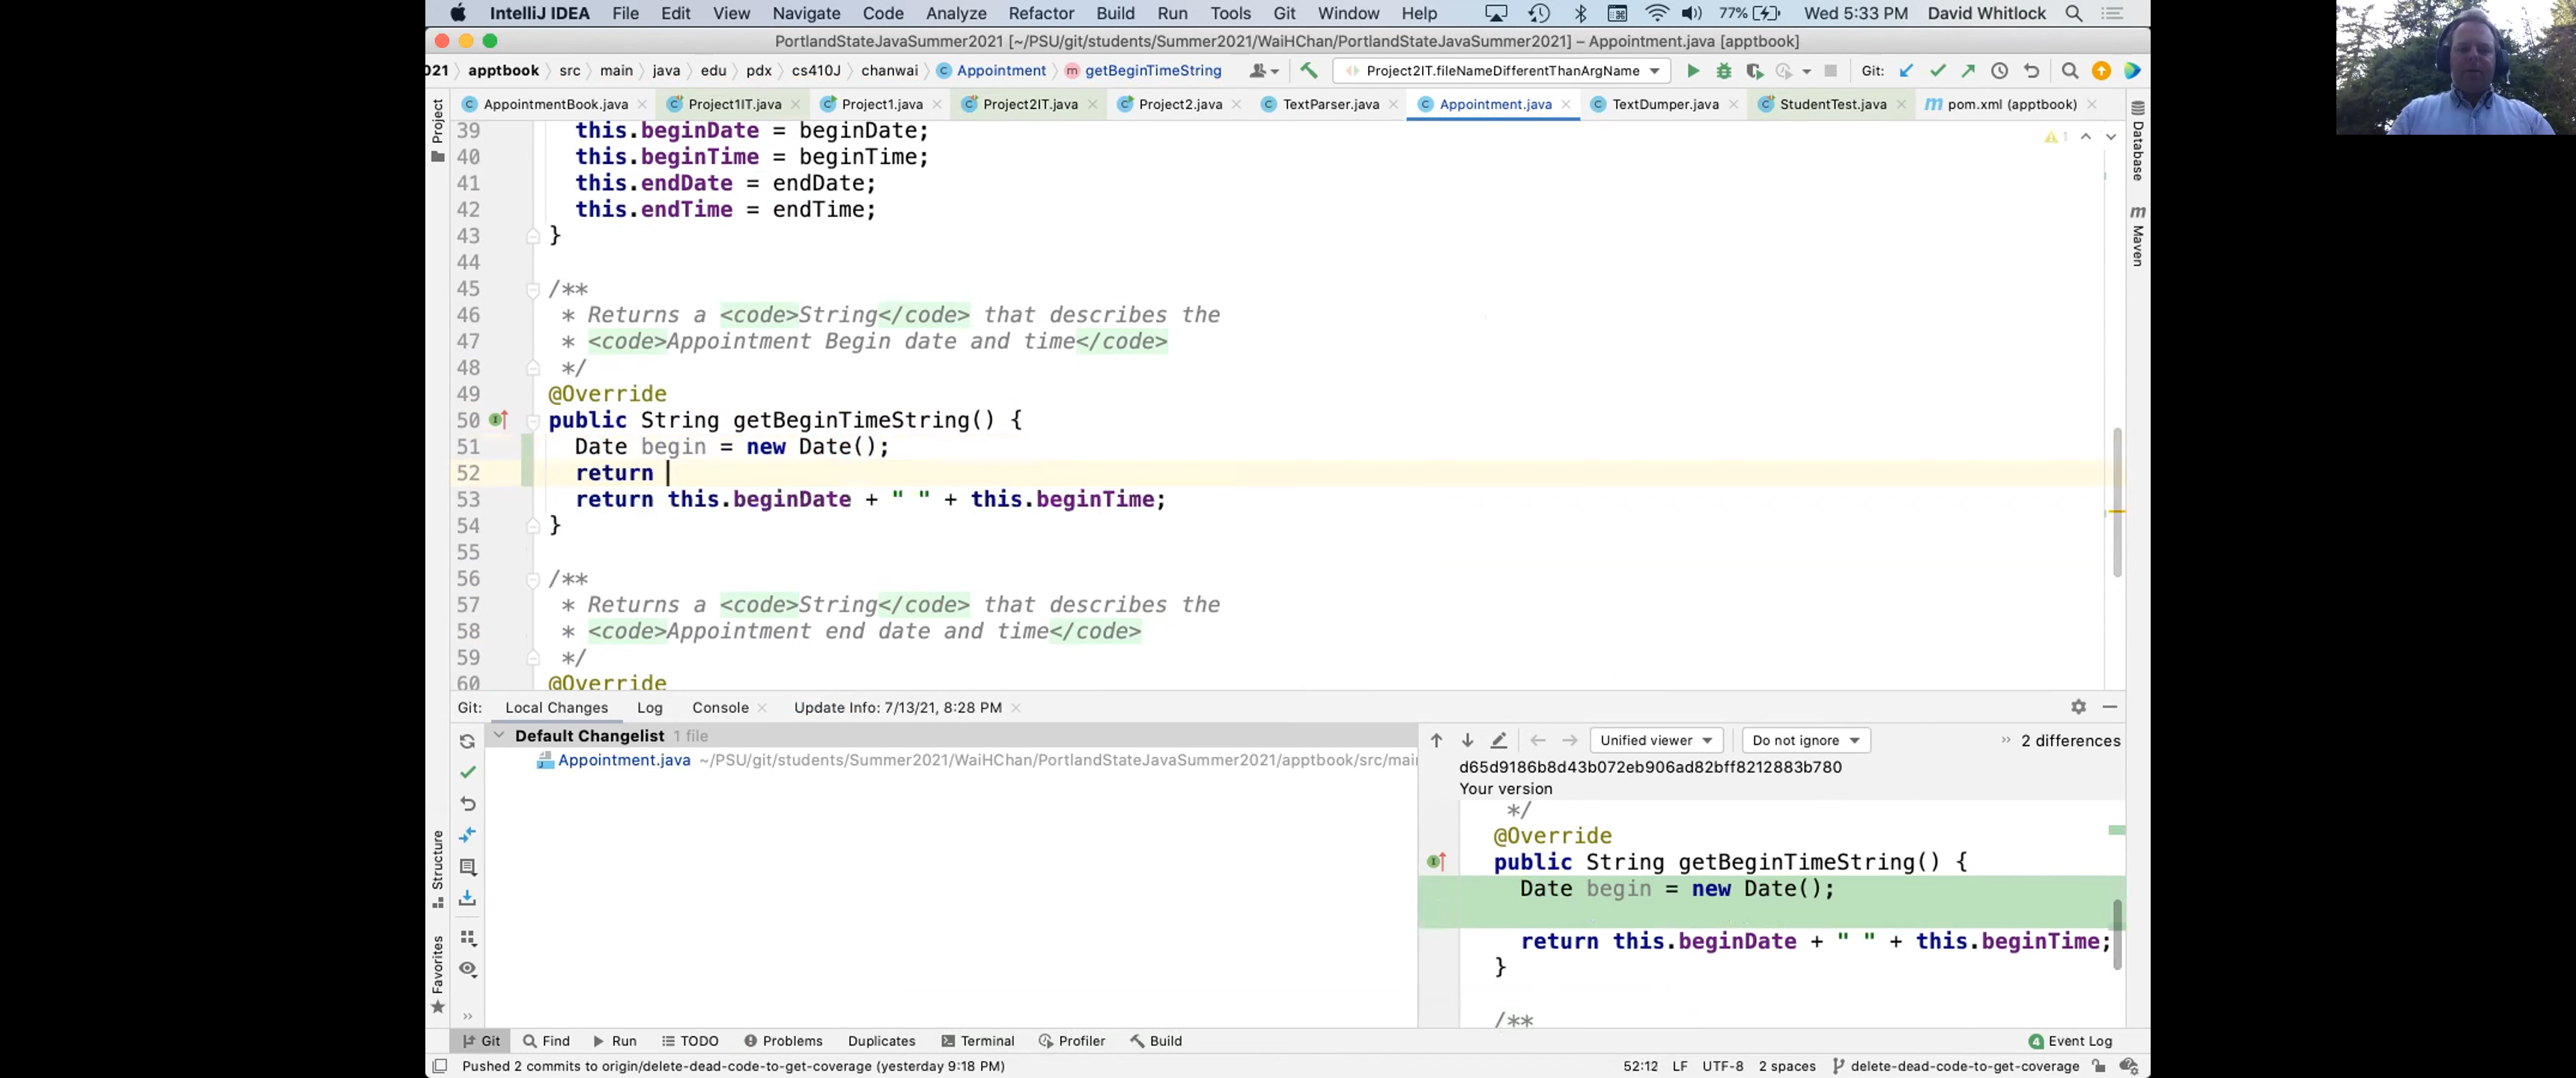 IntelliJ IDEA File Edit View Navigate Code Analyze Refactor Build Run Tools Git Window Help 77% Wed 5:33 PM David Whitlock
PortlandStateJavaSummer2021 [~/PSU/git/students/Summer2021/WaiHChan/PortlandStateJavaSummer2021] – Appointment.java [apptbook]
021 apptbook src main java edu pdx cs410J chanwai Appointment getBeginTimeString Project2IT.fileNameDifferentThanArgName Git:
AppointmentBook.java Project1IT.java Project1.java Project2IT.java Project2.java TextParser.java Appointment.java TextDumper.java StudentTest.java pom.xml (apptbook)
Project
Database
Maven
1
39 this.beginDate = beginDate;
40 this.beginTime = beginTime;
41 this.endDate = endDate;
42 this.endTime = endTime;
43 }
44
45 /**
46 * Returns a <code>String</code> that describes the
47 * <code>Appointment Begin date and time</code>
48 */
49 @Override
50 public String getBeginTimeString() {
51 Date begin = new Date();
52 return
53 return this.beginDate + " " + this.beginTime;
54 }
55
56 /**
57 * Returns a <code>String</code> that describes the
58 * <code>Appointment end date and time</code>
59 */
60 @Override
Git: Local Changes Log Console Update Info: 7/13/21, 8:28 PM
Default Changelist 1 file
Appointment.java ~/PSU/git/students/Summer2021/WaiHChan/PortlandStateJavaSummer2021/apptbook/src/mai
Unified viewer Do not ignore 2 differences
d65d9186b8d43b072eb906ad82bff8212883b780
Your version
*/
@Override
public String getBeginTimeString() {
Date begin = new Date();
return this.beginDate + " " + this.beginTime;
}
/**
Structure
Favorites
Git Find Run TODO Problems Duplicates Terminal Profiler Build 4 Event Log
Pushed 2 commits to origin/delete-dead-code-to-get-coverage (yesterday 9:18 PM) 52:12 LF UTF-8 2 spaces delete-dead-code-to-get-coverage